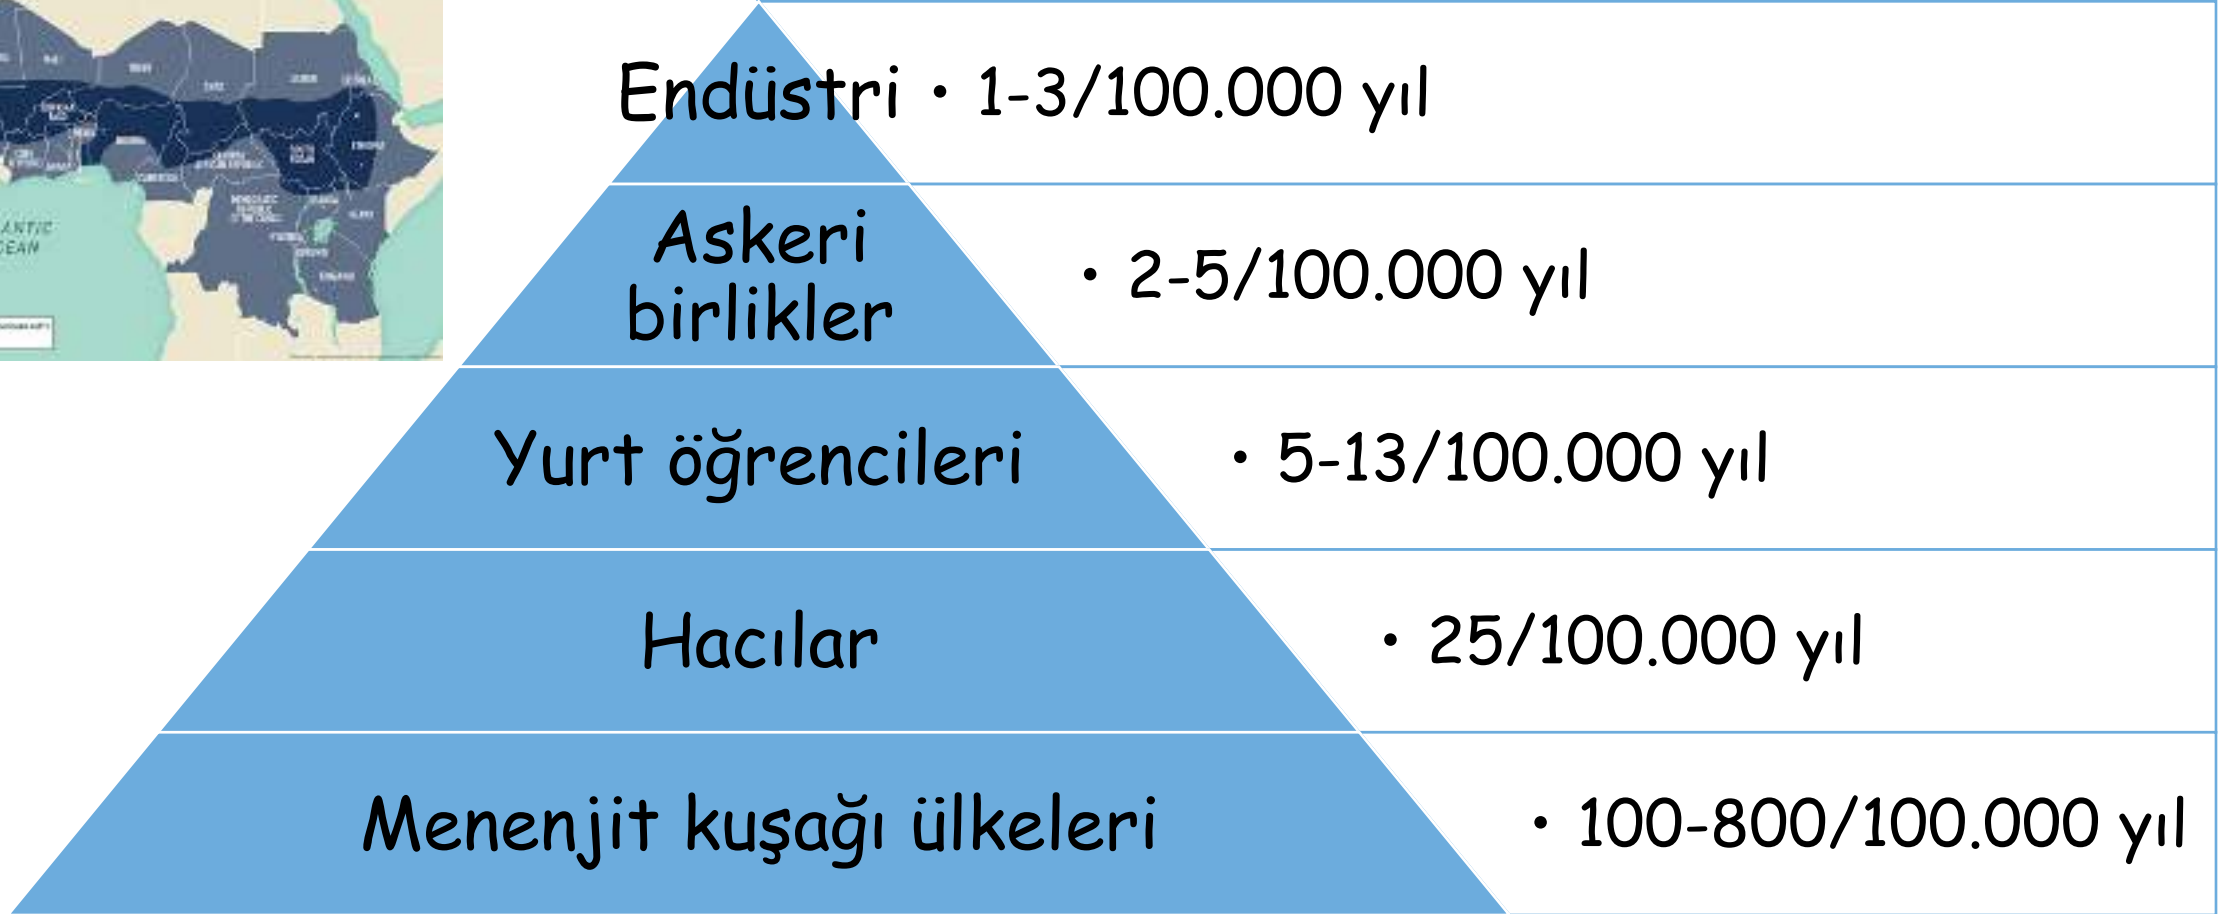 Endüstri • 1-3/100.000 yıl
Askeri
birlikler
• 2-5/100.000 yıl
Yurt öğrencileri
• 5-13/100.000 yıl
Hacılar
• 25/100.000 yıl
Menenjit kuşağı ülkeleri
• 100-800/100.000 yıl
ANTIC